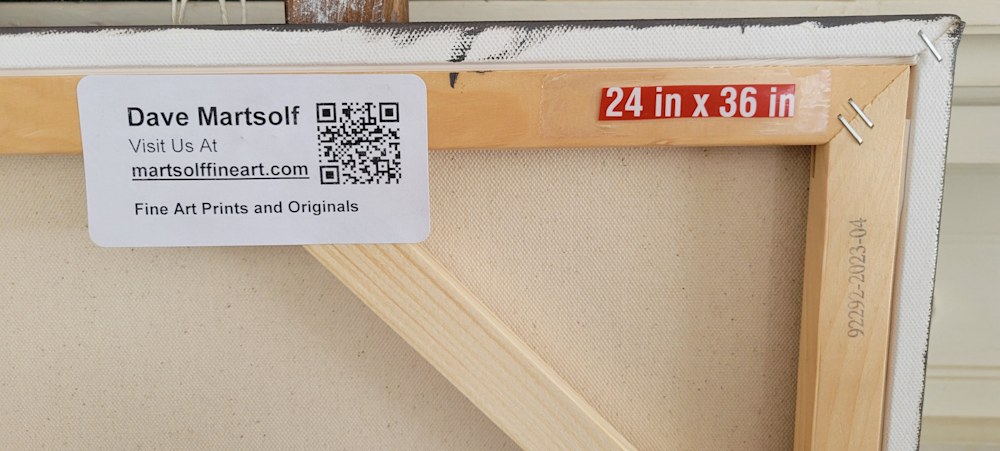 Dave Martsolf
Visit Us At
martsolffineart.com
Fine Art Prints and Originals
24 in x 36 in
92292-2023-04